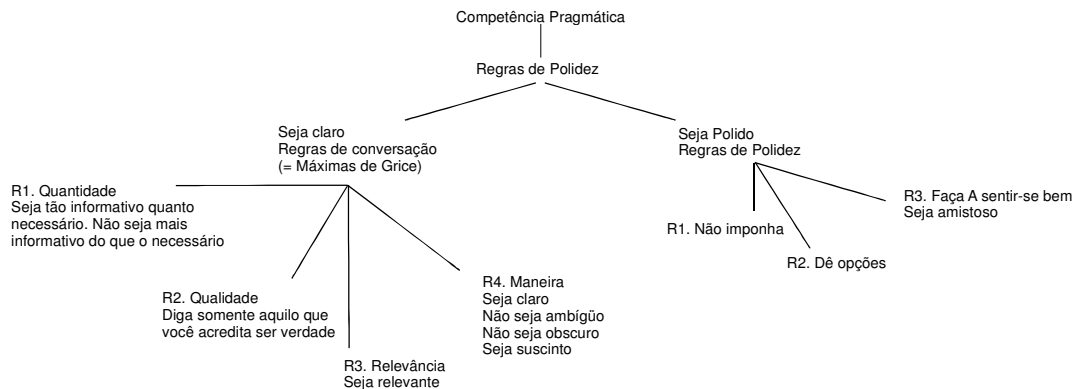 Competência Pragmática
Regras de Polidez
Seja claro
Regras de conversação
(= Máximas de Grice)
Seja Polido
Regras de Polidez
R1. Quantidade
Seja tão informativo quanto
necessário. Não seja mais
informativo do que o necessário
R2. Qualidade
Diga somente aquilo que
você acredita ser verdade
R3. Relevância
Seja relevante
R4. Maneira
Seja claro
Não seja ambígüo
Não seja obscuro
Seja suscinto
R1. Não imponha
R2. Dê opções
R3. Faça A sentir-se bem
Seja amistoso